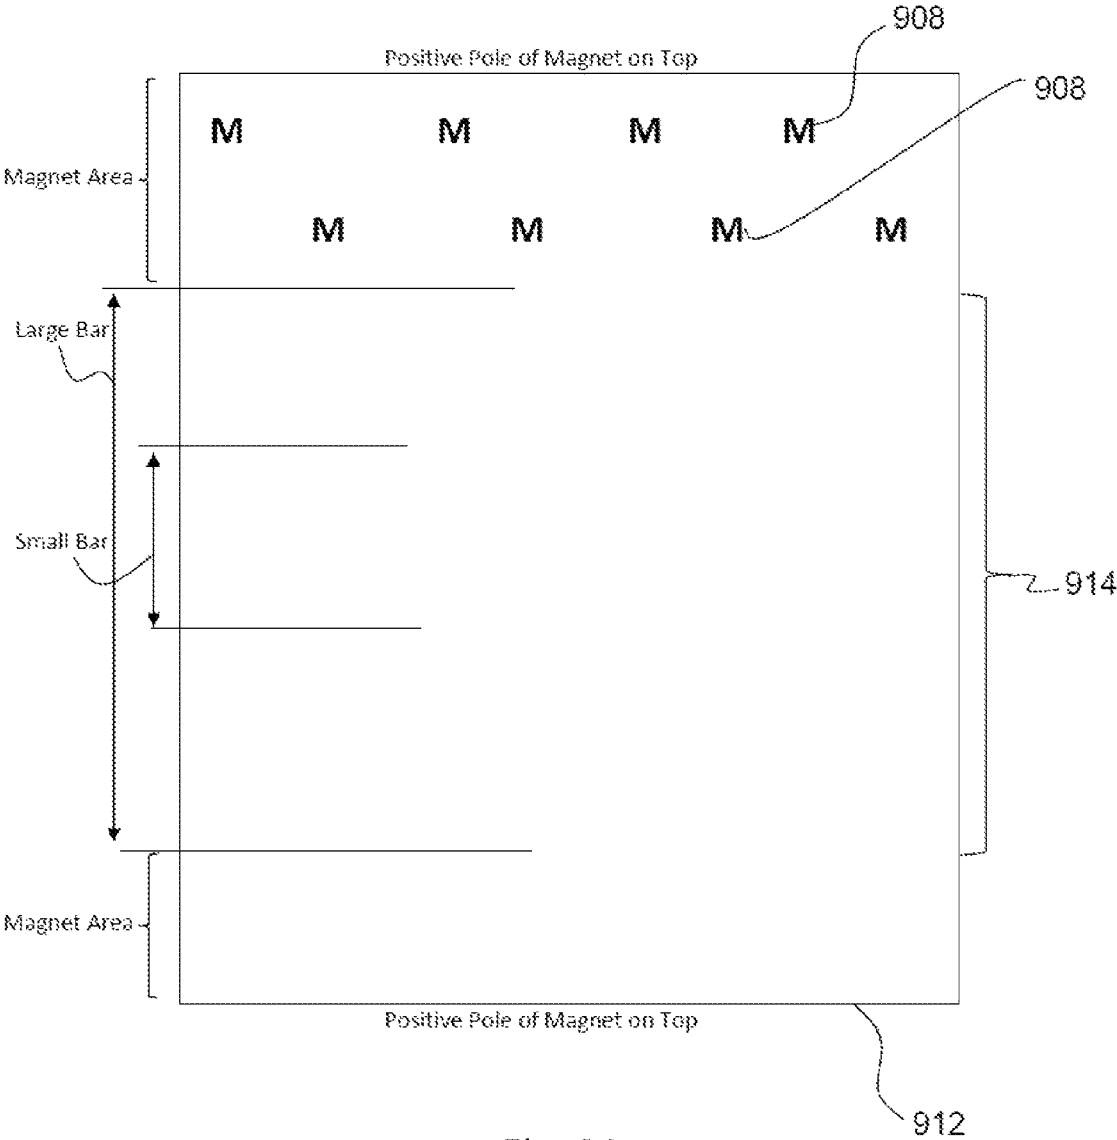 908
Positive Pole of Magnet on Top
908
M M M M
Magnet Area
M M M M
Large Bar
Small Bar
914
Magnet Area
Positive Pole of Magnet on Top
912